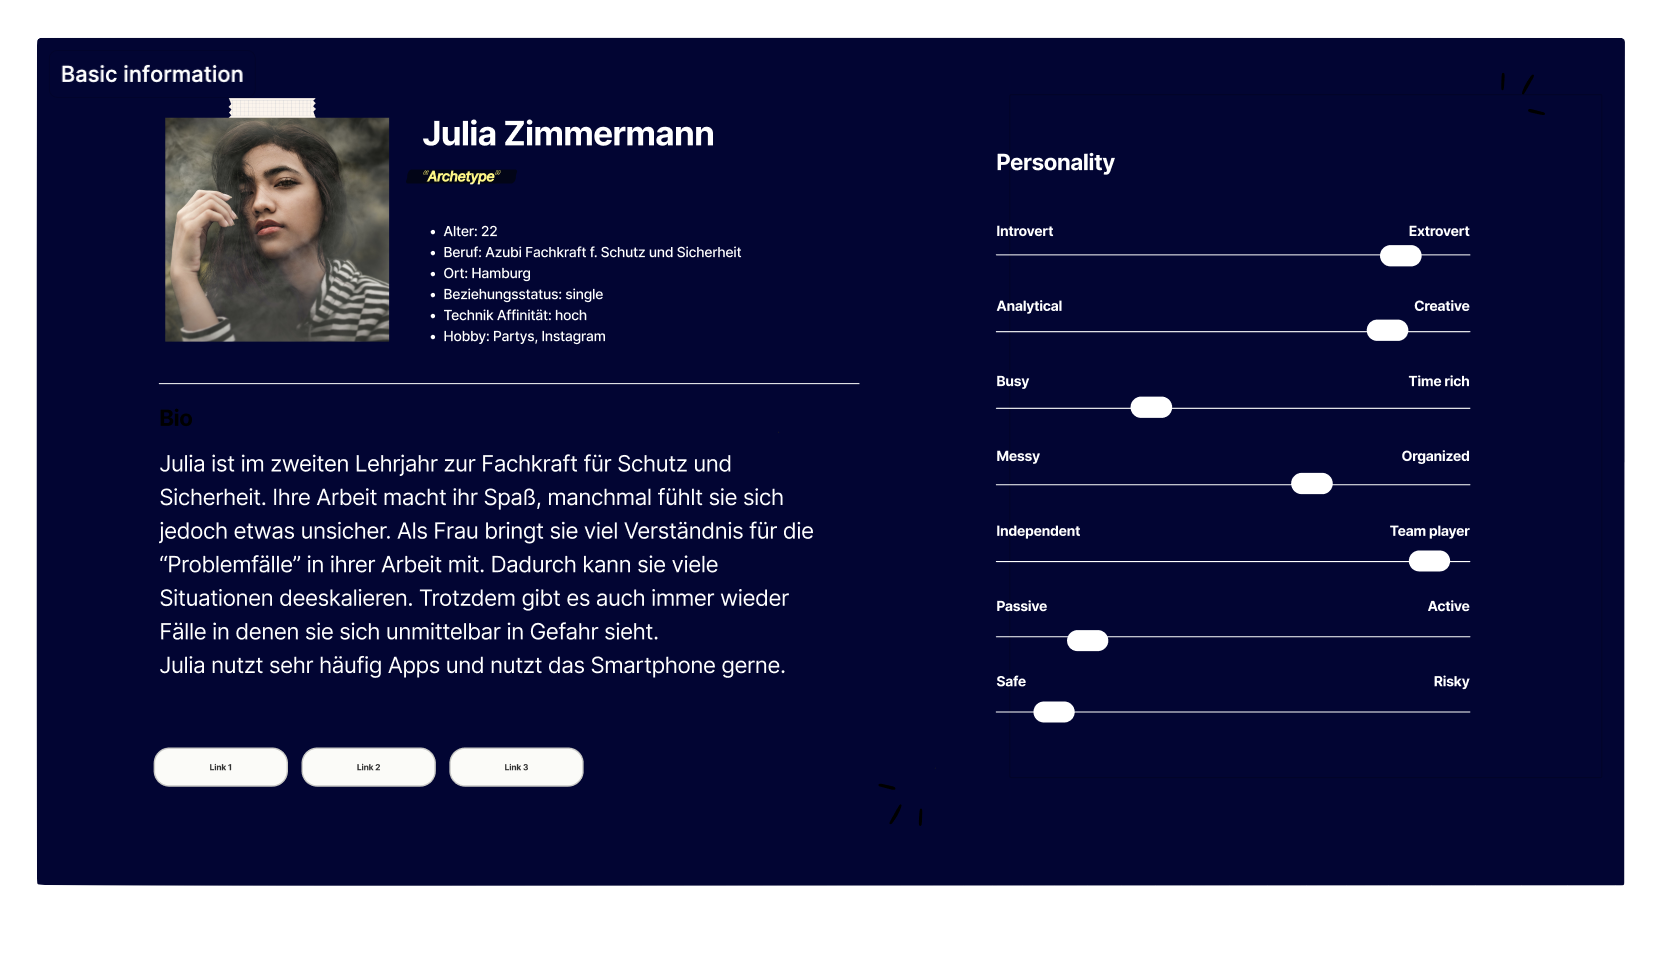 Basic information
Julia Zimmermann
"Archetype"
• Alter: 22
• Beruf: Azubi Fachkraft f. Schutz und Sicherheit
• Ort: Hamburg
• Beziehungsstatus: single
• Technik Affinität: hoch
• Hobby: Partys, Instagram
Bio
Julia ist im zweiten Lehrjahr zur Fachkraft für Schutz und
Sicherheit. Ihre Arbeit macht ihr Spaß, manchmal fühlt sie sich
jedoch etwas unsicher. Als Frau bringt sie viel Verständnis für die
“Problemfälle” in ihrer Arbeit mit. Dadurch kann sie viele
Situationen deeskalieren. Trotzdem gibt es auch immer wieder
Fälle in denen sie sich unmittelbar in Gefahr sieht.
Julia nutzt sehr häufig Apps und nutzt das Smartphone gerne.
Link 1 Link 2 Link 3
Personality
Introvert Extrovert
Analytical Creative
Busy Time rich
Messy Organized
Independent Team player
Passive Active
Safe Risky